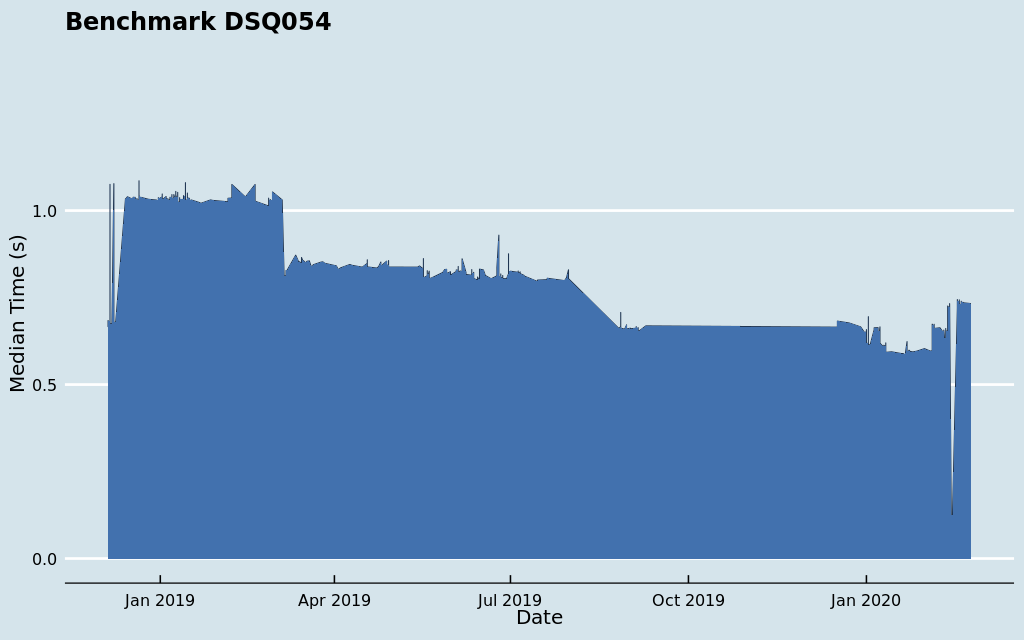 Benchmark DSQ054
Median Time (s)
1.0
0.5
0.0
Jan 2019
Apr 2019
Jul 2019
Oct 2019
Jan 2020
Date